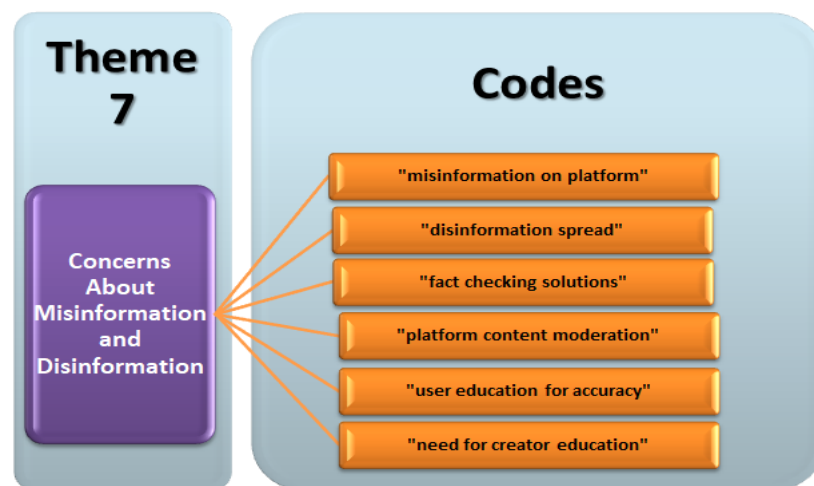 Theme
7
Concerns
About
Misinformation
and
Disinformation
Codes
"misinformation on platform"
"disinformation spread"
"fact checking solutions"
"platform content moderation"
"user education for accuracy"
"need for creator education"